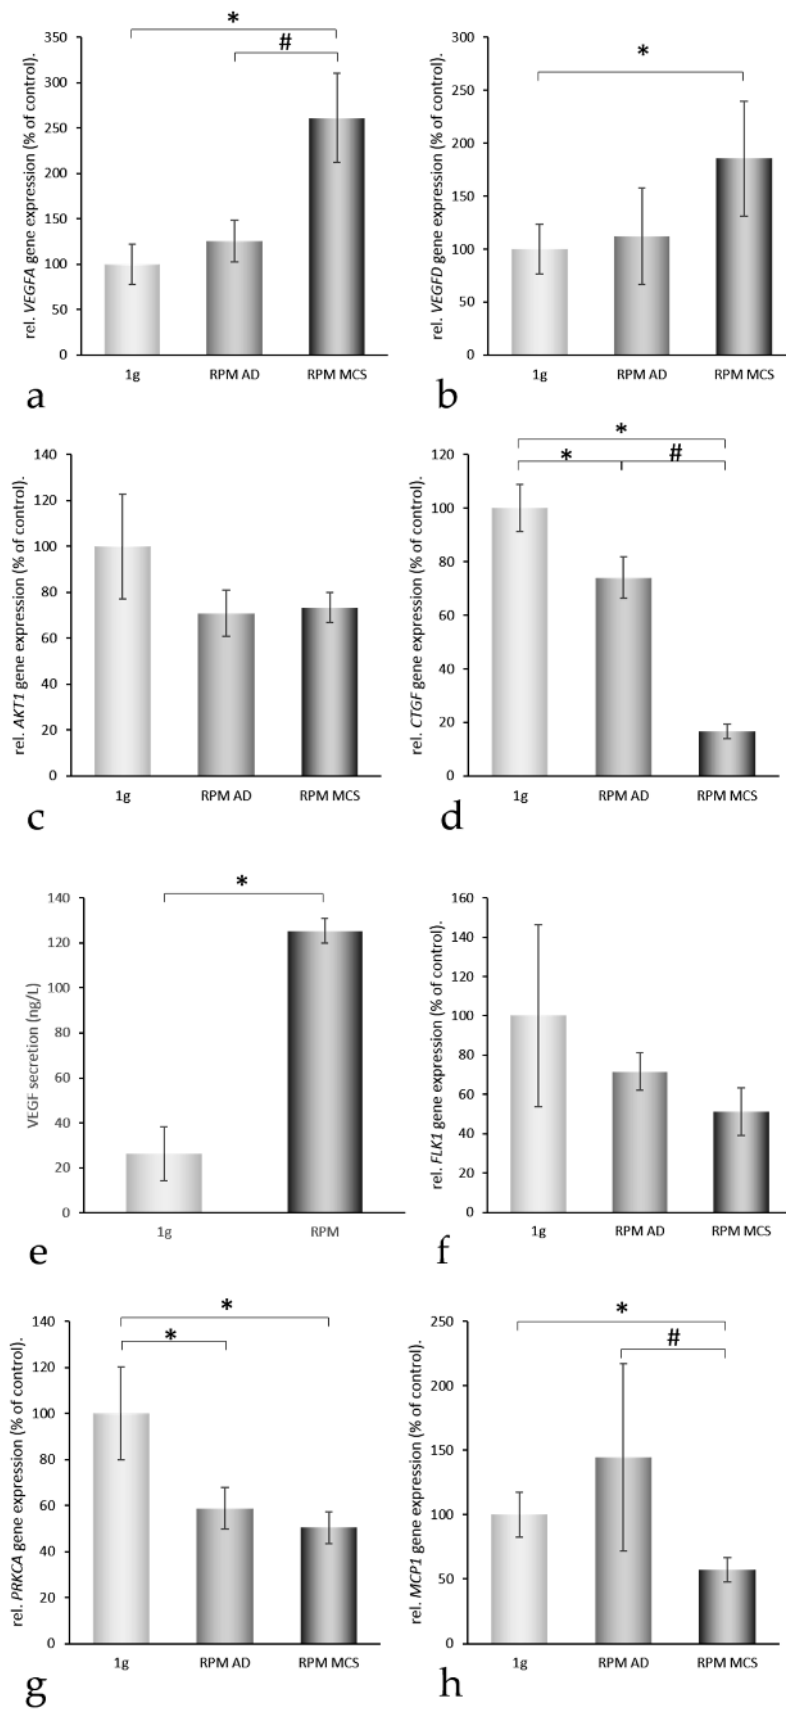 *
#
350
300
250
200
150
100
50
0
rel. VEGFA gene expression (% of control).
1g RPM AD RPM MCS
a
*
300
250
200
150
100
50
0
rel. VEGFD gene expression (% of control).
1g RPM AD RPM MCS
b
140
120
100
80
60
40
20
0
rel. AKT1 gene expression (% of control).
1g RPM AD RPM MCS
c
*
* #
120
100
80
60
40
20
0
rel. CTGF gene expression (% of control).
1g RPM AD RPM MCS
d
*
140
120
100
80
60
40
20
0
VEGF secretion (ng/L)
1g RPM
e
160
140
120
100
80
60
40
20
0
rel. FLK1 gene expression (% of control).
1g RPM AD RPM MCS
f
*
*
140
120
100
80
60
40
20
0
rel. PRKCA gene expression (% of control).
1g RPM AD RPM MCS
g
*
#
250
200
150
100
50
0
rel. MCP1 gene expression (% of control).
1g RPM AD RPM MCS
h